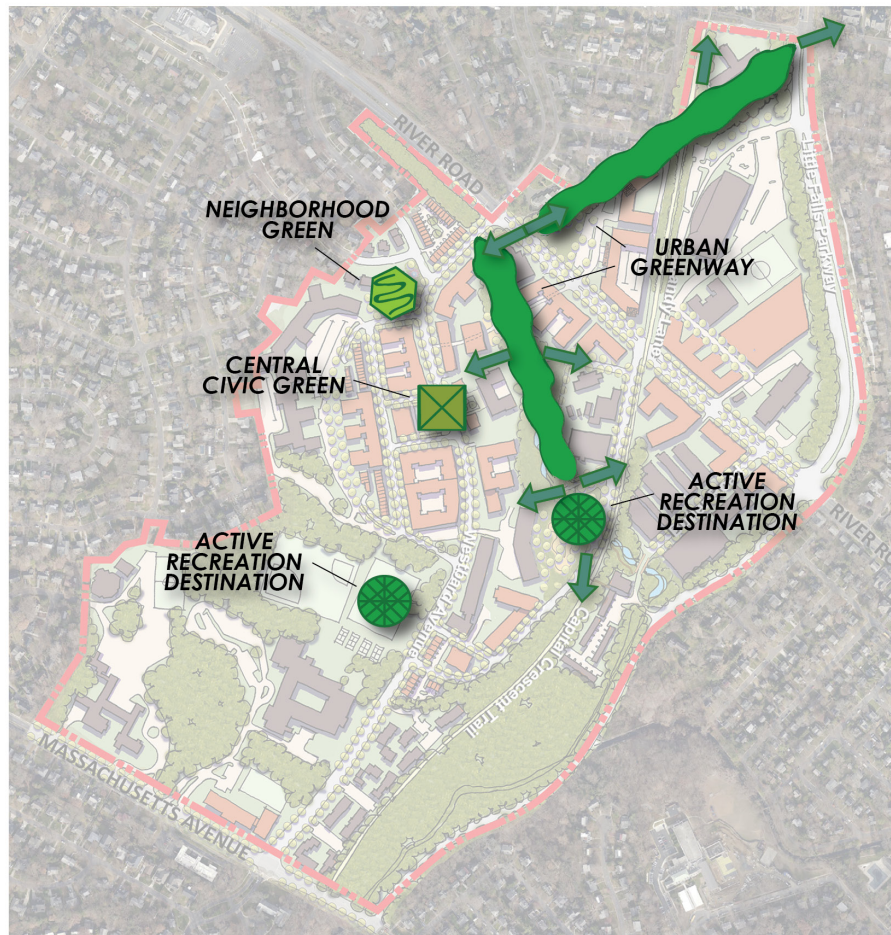 RIVER ROAD
Little Falls Parkway
NEIGHBORHOOD
GREEN
URBAN
GREENWAY
CENTRAL
CIVIC GREEN
ACTIVE
RECREATION
DESTINATION
ACTIVE
RECREATION
DESTINATION
Westbard Avenue
Capital Crescent Trail
MASSACHUSETTS AVENUE